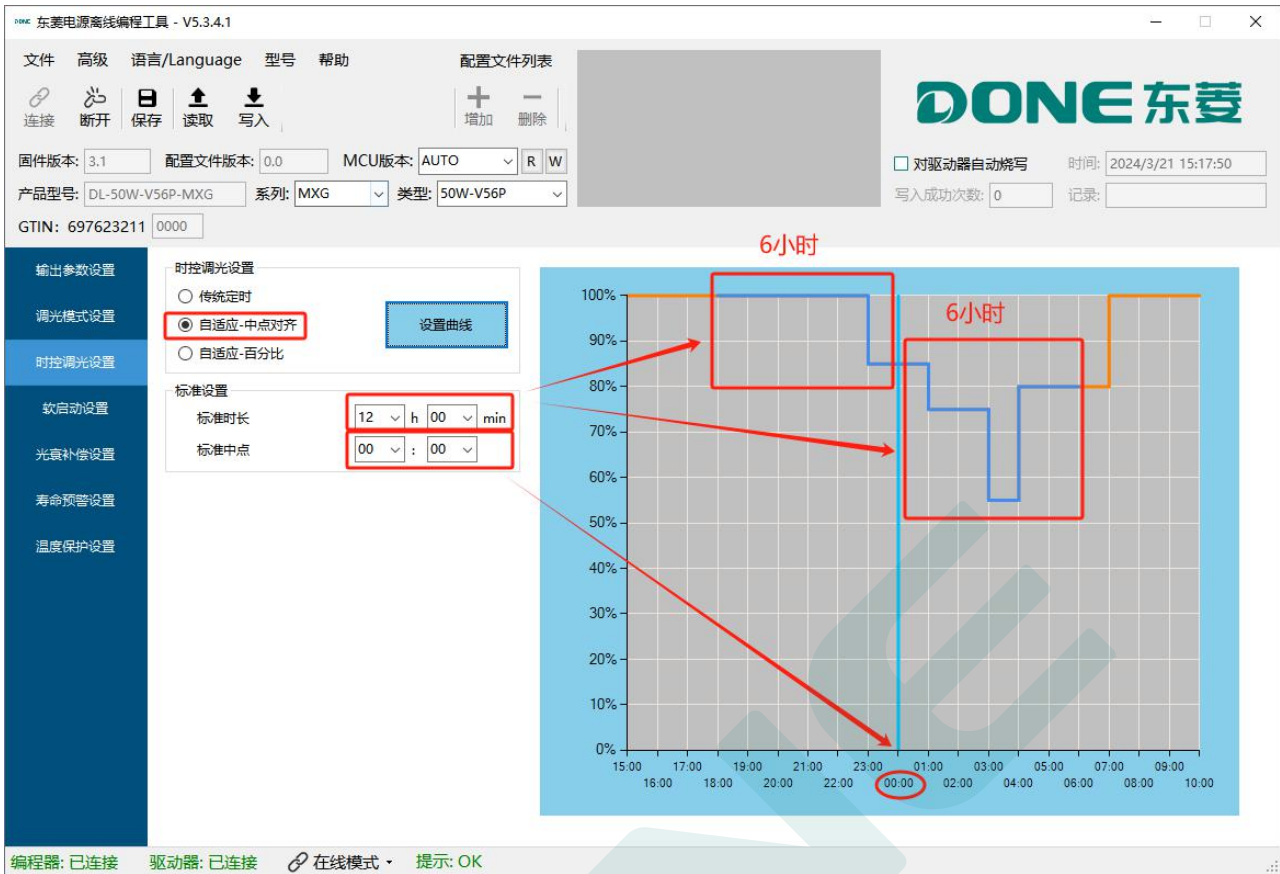 DONE 东菱电源离线编程工具 - V5.3.4.1
文件 高级 语言/Language 型号 帮助 配置文件列表
连接 断开 保存 读取 写入 增加 删除
DONE 东菱
固件版本: 3.1 配置文件版本: 0.0 MCU版本: AUTO R W
对驱动器自动烧写 时间: 2024/3/21 15:17:50
产品型号: DL-50W-V56P-MXG 系列: MXG 类型: 50W-V56P
写入成功次数: 0 记录:
GTIN: 697623211 0000
输出参数设置
调光模式设置
时控调光设置
软启动设置
光衰补偿设置
寿命预警设置
温度保护设置
时控调光设置
传统定时
自适应-中点对齐
自适应-百分比
设置曲线
标准设置
标准时长 12 h 00 min
标准中点 00 : 00
6小时
6小时
100%
90%
80%
70%
60%
50%
40%
30%
20%
10%
0%
15:00 17:00 19:00 21:00 23:00 01:00 03:00 05:00 07:00 09:00
16:00 18:00 20:00 22:00 00:00 02:00 04:00 06:00 08:00 10:00
编程器: 已连接 驱动器: 已连接 在线模式 提示: OK